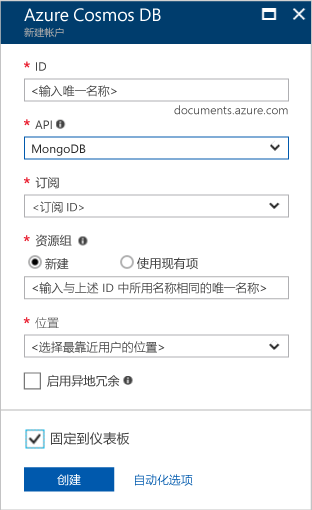 Azure Cosmos DB
新建帐户
* ID
<输入唯一名称>
documents.azure.com
* API
MongoDB
* 订阅
<订阅 ID>
* 资源组
新建 使用现有项
<输入与上述 ID 中所用名称相同的唯一名称>
* 位置
<选择最靠近用户的位置>
启用异地冗余
固定到仪表板
创建 自动化选项